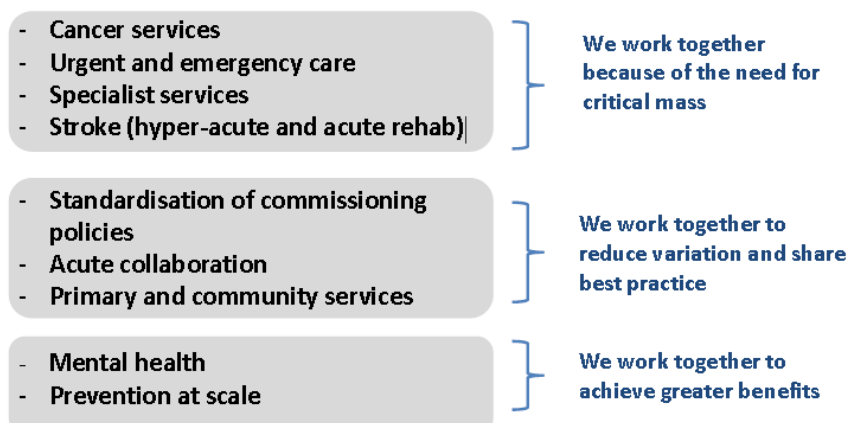 - Cancer services
- Urgent and emergency care
- Specialist services
- Stroke (hyper-acute and acute rehab)
We work together
because of the need for
critical mass
- Standardisation of commissioning
policies
- Acute collaboration
- Primary and community services
We work together to
reduce variation and share
best practice
- Mental health
- Prevention at scale
We work together to
achieve greater benefits